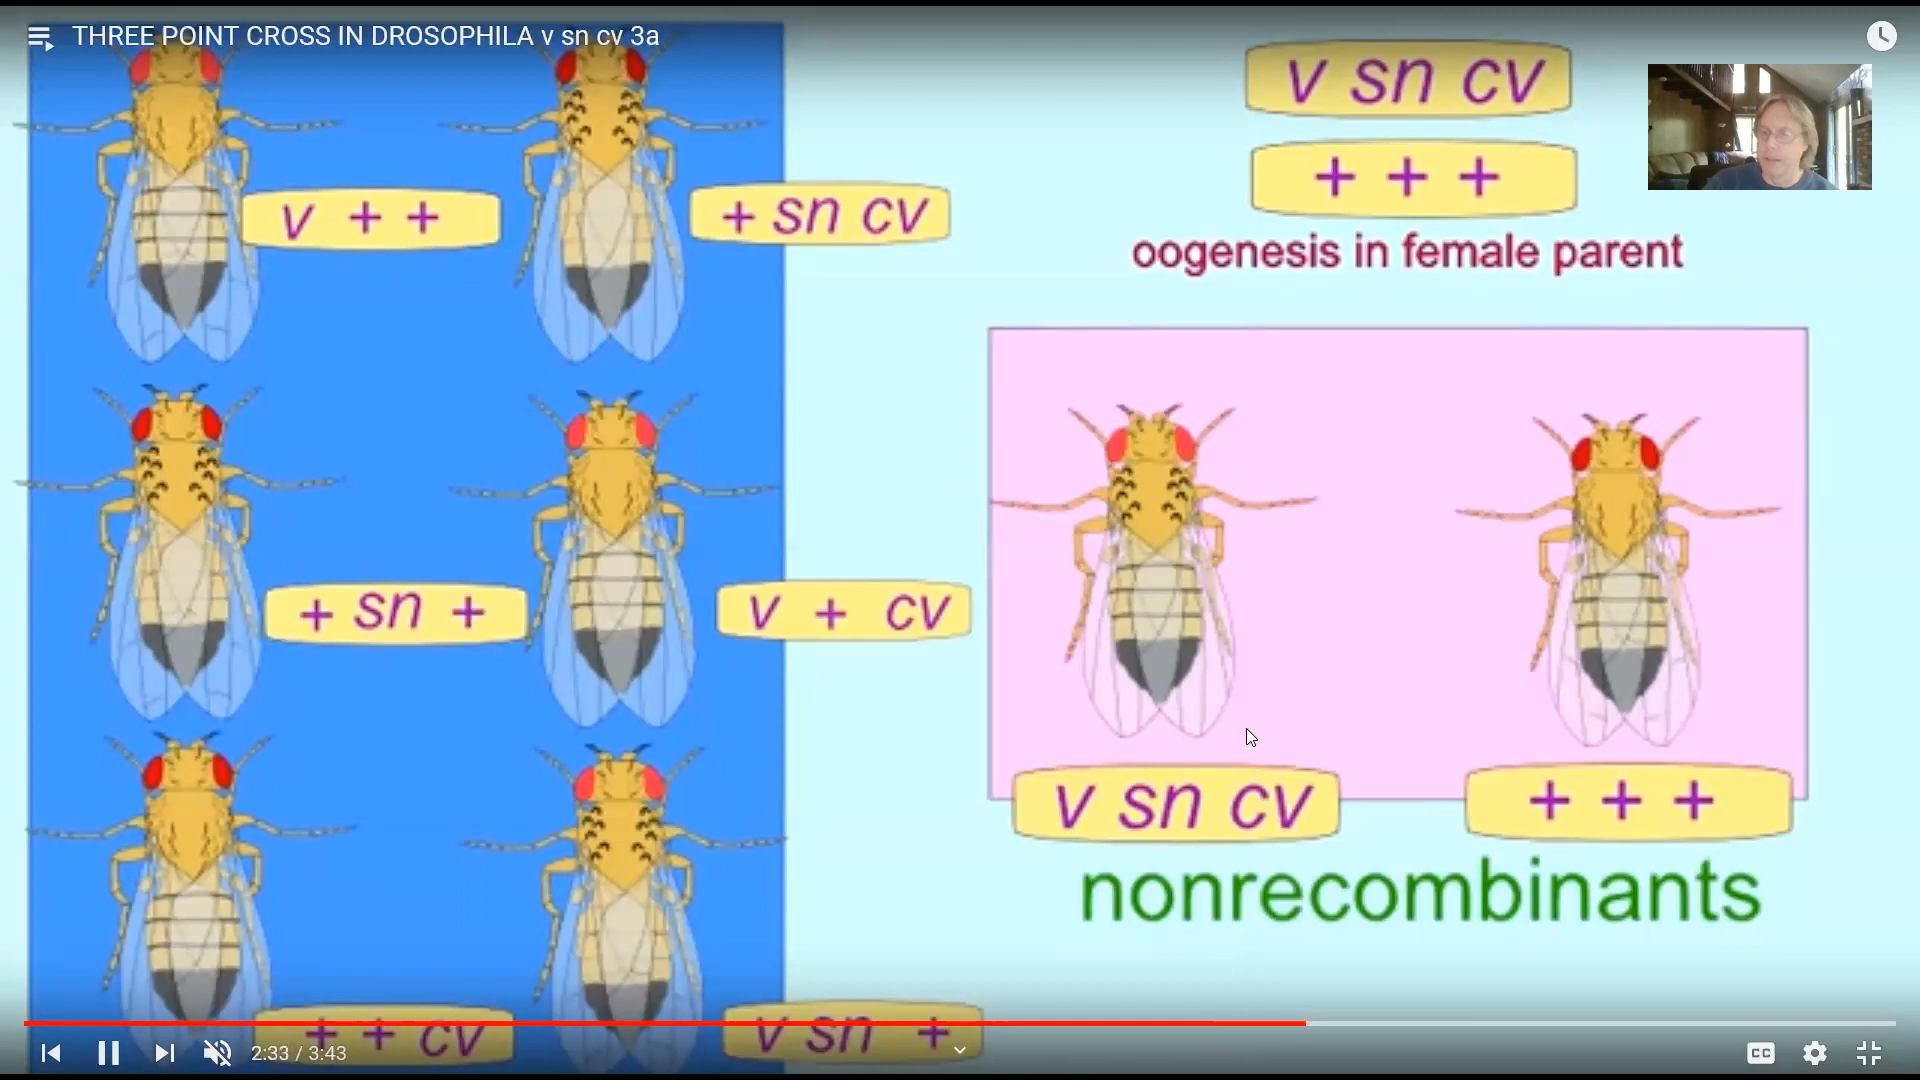 THREE POINT CROSS IN DROSOPHILA v sn cv 3a
v sn cv
+ + +
oogenesis in female parent
v + +
+ sn cv
+ sn +
v + cv
+ + cv
v sn +
v sn cv
+ + +
nonrecombinants
2:33 / 3:43
CC